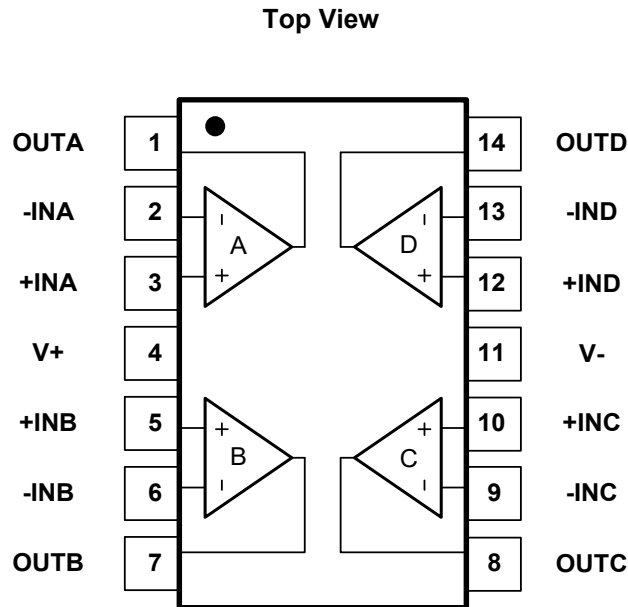 Top View
OUTA 1 14 OUTD
-INA 2 - - 13 -IND
A D
+INA 3 + + 12 +IND
V+ 4 11 V-
+INB 5 + + 10 +INC
B C
-INB 6 - - 9 -INC
OUTB 7 8 OUTC